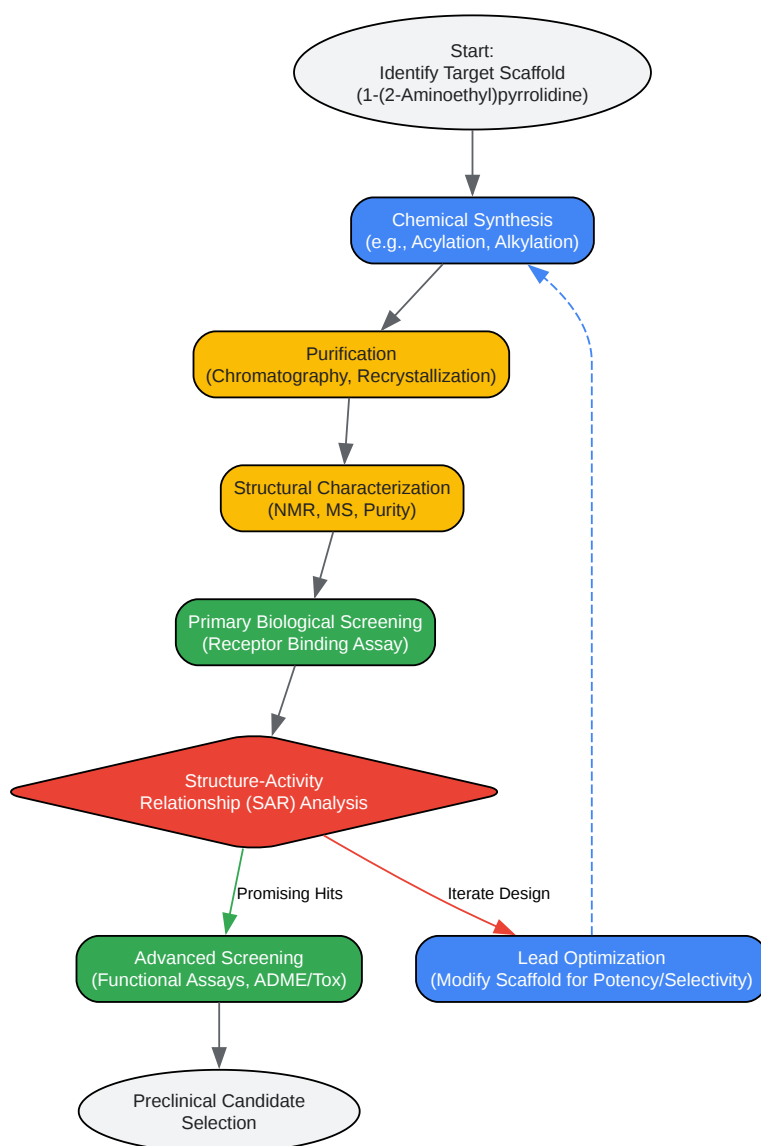 Start:
Identify Target Scaffold
(1-(2-Aminoethyl)pyrrolidine)
Chemical Synthesis
(e.g., Acylation, Alkylation)
Purification
(Chromatography, Recrystallization)
Structural Characterization
(NMR, MS, Purity)
Primary Biological Screening
(Receptor Binding Assay)
Structure-Activity
Relationship (SAR) Analysis
Promising Hits
Iterate Design
Advanced Screening
(Functional Assays, ADME/Tox)
Lead Optimization
(Modify Scaffold for Potency/Selectivity)
Preclinical Candidate
Selection